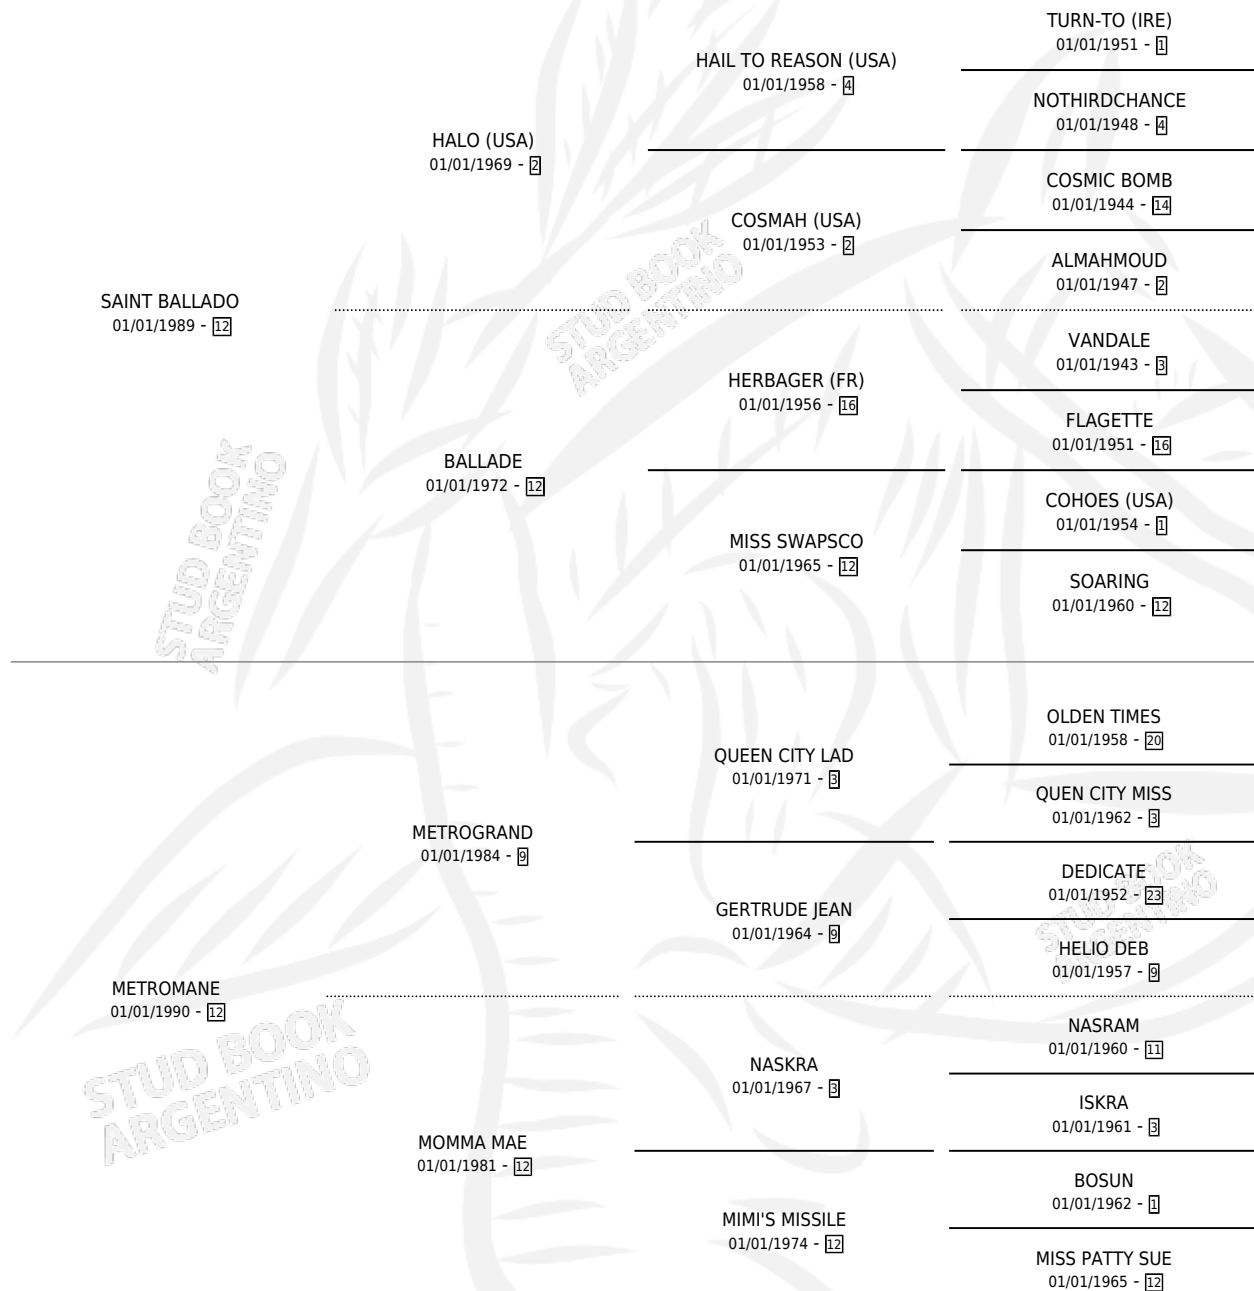 TURN-TO (IRE)
01/01/1951 - 1
HAIL TO REASON (USA)
01/01/1958 - 4
NOTHIRDCHANCE
01/01/1948 - 4
HALO (USA)
01/01/1969 - 2
COSMIC BOMB
01/01/1944 - 14
COSMAH (USA)
01/01/1953 - 2
ALMAHMOUD
01/01/1947 - 2
SAINT BALLADO
01/01/1989 - 12
STUD BOOK
ARGENTINO
VANDALE
01/01/1943 - 3
HERBAGER (FR)
01/01/1956 - 16
FLAGETTE
01/01/1951 - 16
BALLADE
01/01/1972 - 12
COHOES (USA)
01/01/1954 - 1
MISS SWAPSCO
01/01/1965 - 12
SOARING
01/01/1960 - 12
STUD BOOK
ARGENTINO
OLDEN TIMES
01/01/1958 - 20
QUEEN CITY LAD
01/01/1971 - 3
QUEN CITY MISS
01/01/1962 - 3
METROGRAND
01/01/1984 - 9
DEDICATE
01/01/1952 - 23
GERTRUDE JEAN
01/01/1964 - 9
HELIO DEB
01/01/1957 - 9
STUD BOOK
ARGENTINO
METROMANE
01/01/1990 - 12
NASRAM
01/01/1960 - 11
NASKRA
01/01/1967 - 3
ISKRA
01/01/1961 - 3
STUD BOOK
ARGENTINO
MOMMA MAE
01/01/1981 - 12
BOSUN
01/01/1962 - 1
MIMI'S MISSILE
01/01/1974 - 12
MISS PATTY SUE
01/01/1965 - 12